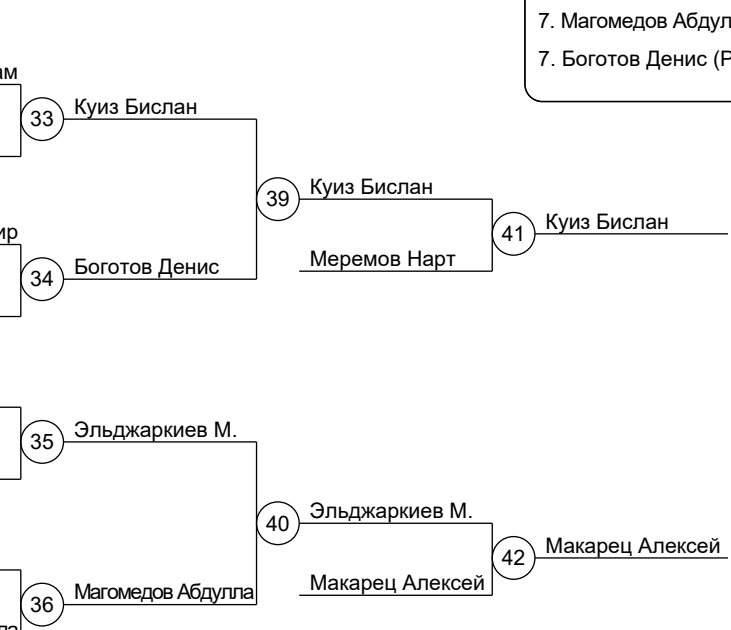 7. Магомедов
7. Боготов Денис
33
Куиз Бислан
39
Куиз Бислан
41
Куиз Бислан
Меремов Нарт
34
Боготов Денис
35
Эльджаркиев М.
40
Эльджаркиев М.
42
Макарец Алексей
Макарец Алексей
36
Магомедов Абдулла